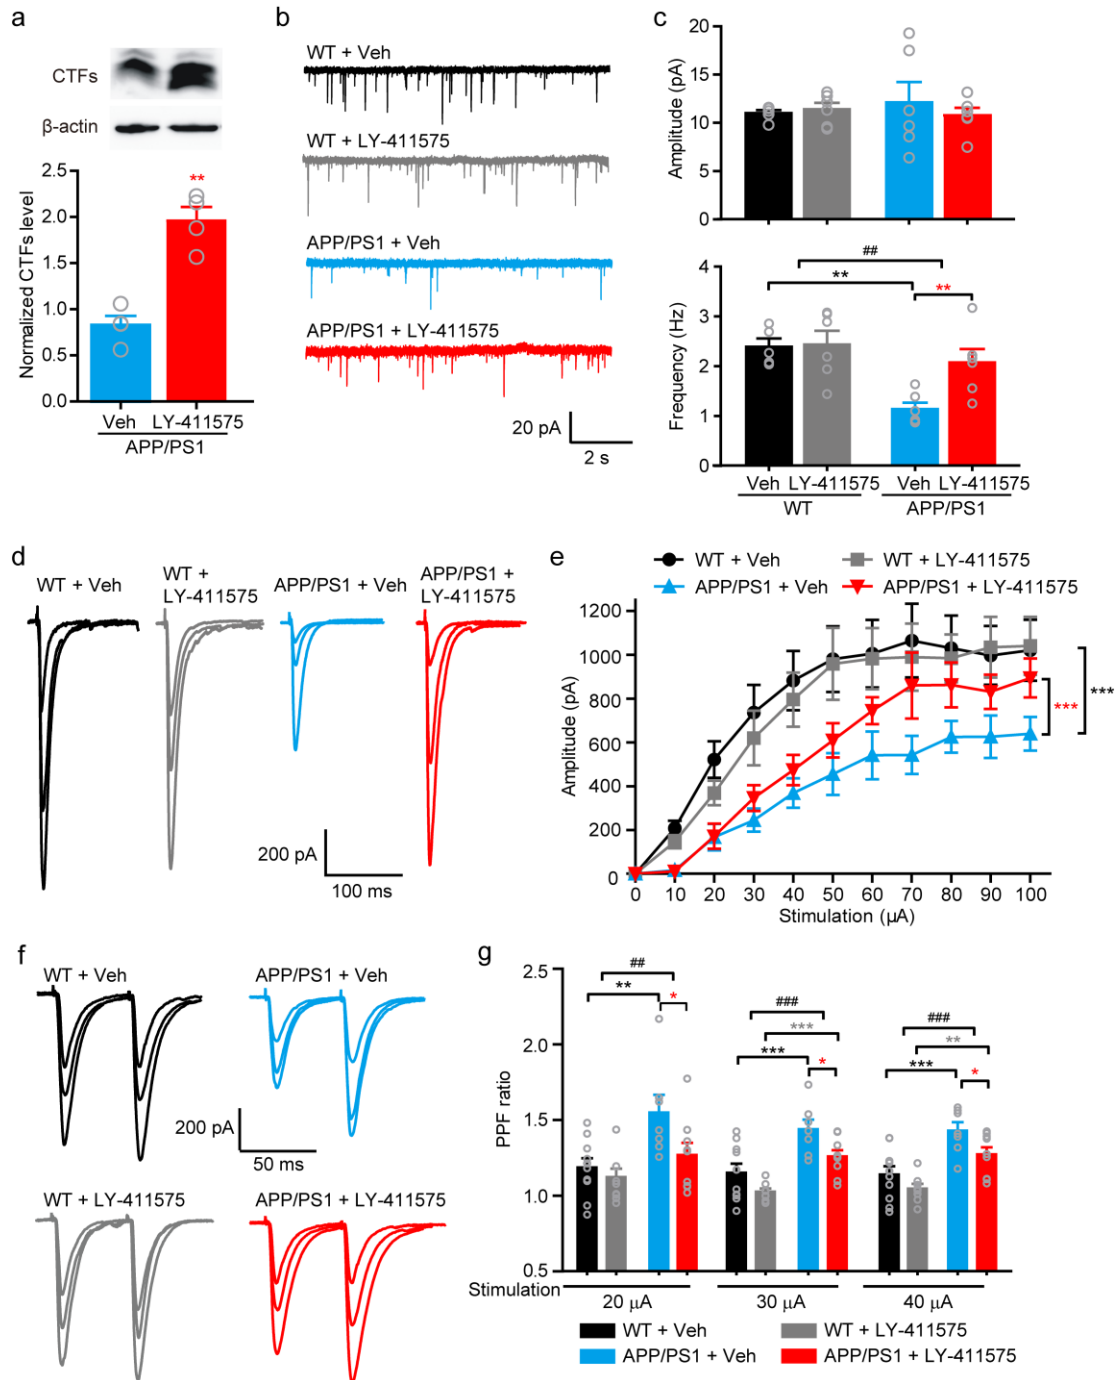 a
CTFs
β-actin
Normalized CTFs level
2.5
2.0
1.5
1.0
0.5
0.0
**
Veh LY-411575
APP/PS1
b
WT + Veh
WT + LY-411575
APP/PS1 + Veh
APP/PS1 + LY-411575
20 pA
2 s
c
Amplitude (pA)
20
15
10
5
0
Frequency (Hz)
4
3
2
1
0
##
**
**
Veh LY-411575 Veh LY-411575
WT APP/PS1
d
WT + Veh
WT +
LY-411575
APP/PS1 + Veh
APP/PS1 +
LY-411575
200 pA
100 ms
e
WT + Veh
WT + LY-411575
APP/PS1 + Veh
APP/PS1 + LY-411575
Amplitude (pA)
1200
1000
800
600
400
200
0
0 10 20 30 40 50 60 70 80 90 100
Stimulation (μA)
***
***
f
WT + Veh
APP/PS1 + Veh
200 pA
50 ms
WT + LY-411575
APP/PS1 + LY-411575
g
PPF ratio
2.5
2.0
1.5
1.0
0.5
##
**
*
###
***
***
*
###
**
***
*
Stimulation
20 μA 30 μA 40 μA
WT + Veh
WT + LY-411575
APP/PS1 + Veh
APP/PS1 + LY-411575